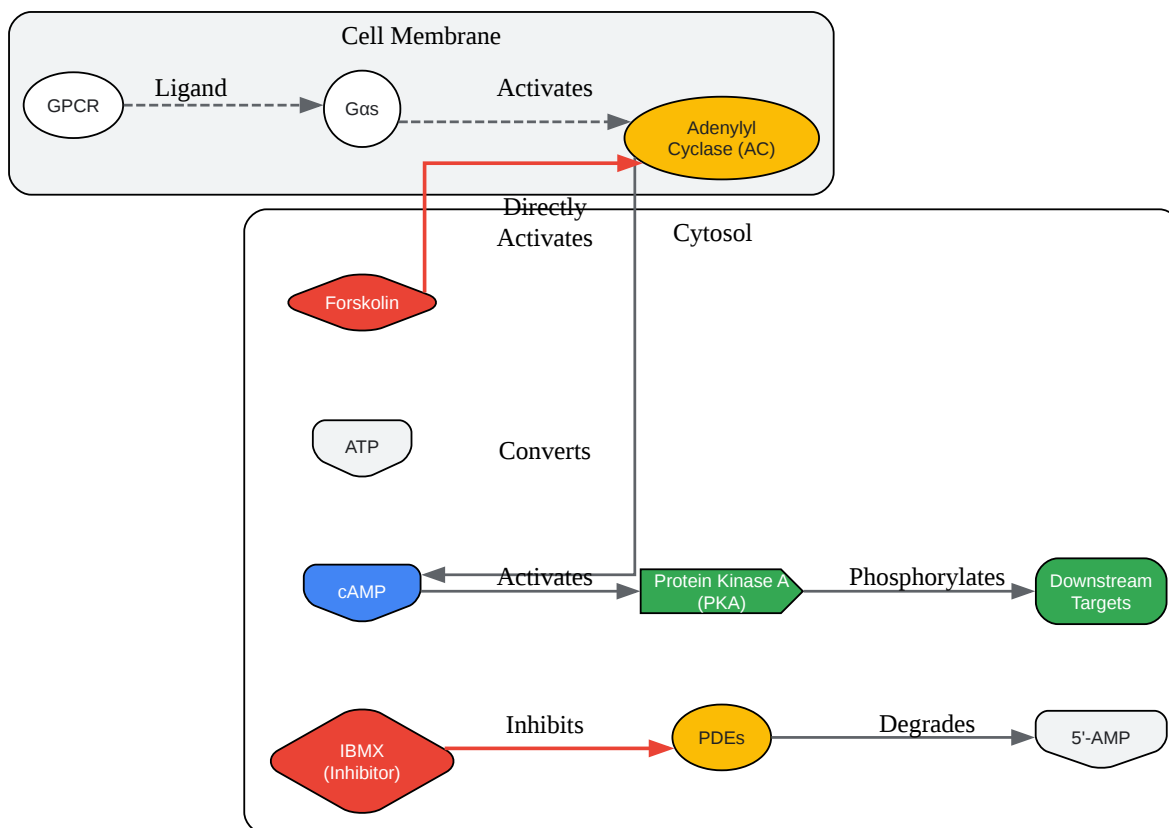 Cell Membrane
GPCR
Ligand
Gαs
Activates
Adenylyl
Cyclase (AC)
Directly
Activates
Cytosol
Forskolin
ATP
Converts
cAMP
Activates
Protein Kinase A
(PKA)
Phosphorylates
Downstream
Targets
IBMX
(Inhibitor)
Inhibits
PDEs
Degrades
5'-AMP